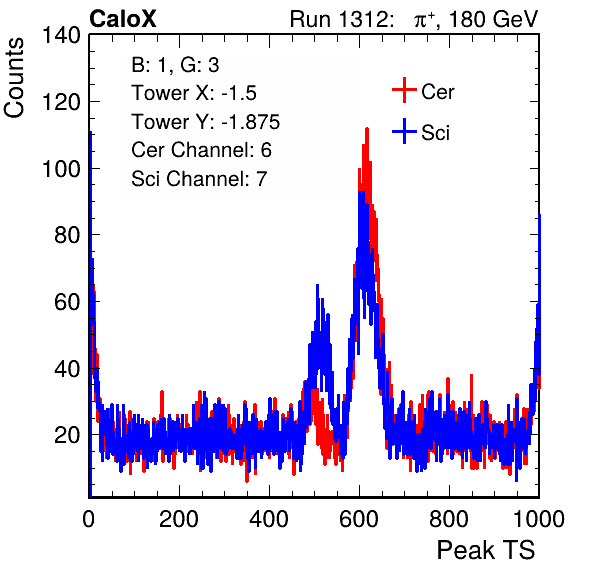 CaloX Run 1312: π⁺, 180 GeV
Counts
140
120
100
80
60
40
20
B: 1, G: 3
Tower X: -1.5
Tower Y: -1.875
Cer Channel: 6
Sci Channel: 7
Cer
Sci
0 200 400 600 800 1000
Peak TS